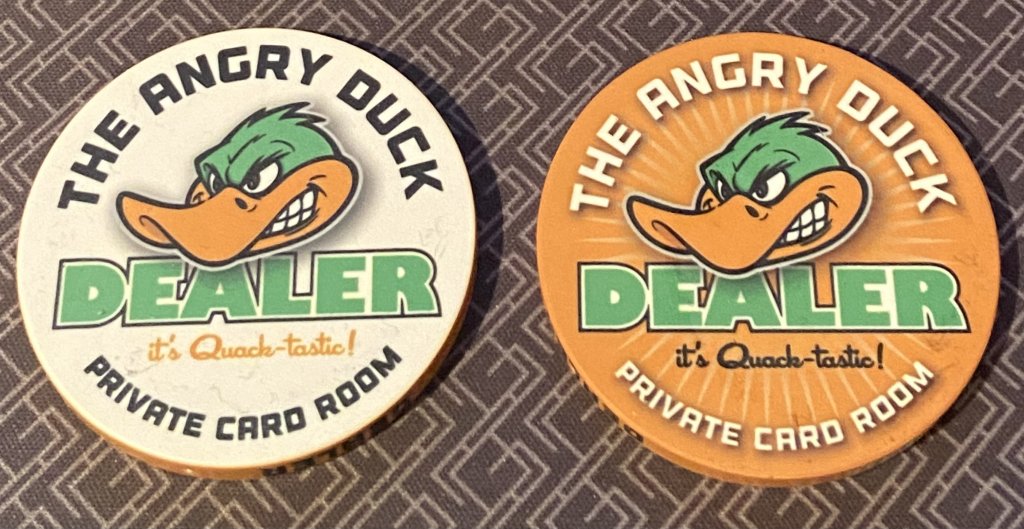 THE ANGRY DUCK
DEALER
it's Quack-tastic!
PRIVATE CARD ROOM
THE ANGRY DUCK
DEALER
it's Quack-tastic!
PRIVATE CARD ROOM